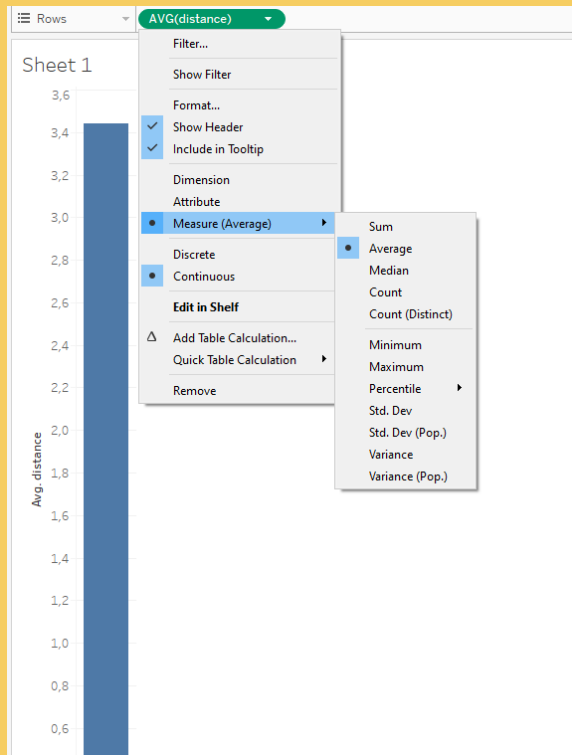 Rows AVG(distance)
Sheet 1
Filter...
Show Filter
Format...
Show Header
Include in Tooltip
Dimension
Attribute
Measure (Average)
Discrete
Continuous
Edit in Shelf
Add Table Calculation...
Quick Table Calculation
Remove
Sum
Average
Median
Count
Count (Distinct)
Minimum
Maximum
Percentile
Std. Dev
Std. Dev (Pop.)
Variance
Variance (Pop.)
Avg. distance
3,6
3,4
3,2
3,0
2,8
2,6
2,4
2,2
2,0
1,8
1,6
1,4
1,2
1,0
0,8
0,6